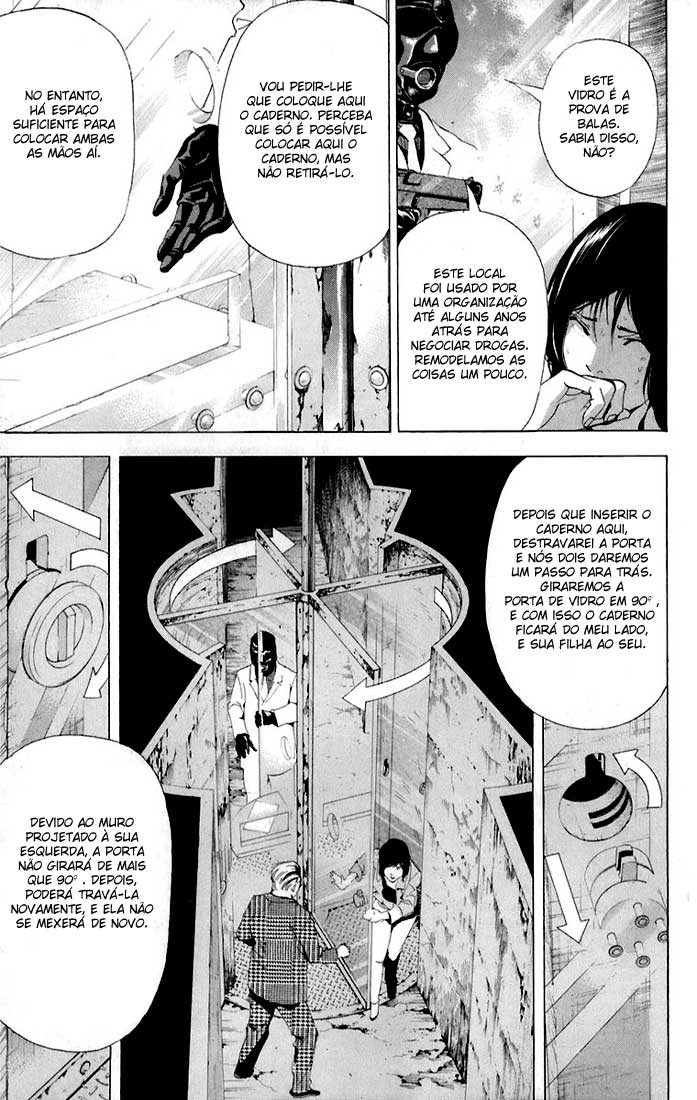 ESTE
VIDRO É A
PROVA DE
BALAS.
SABIA DISSO,
NÃO?
ESTE LOCAL
FOI USADO POR
UMA ORGANIZAÇÃO
ATÉ ALGUNS ANOS
ATRÁS PARA
NEGOCIAR DROGAS.
REMODELAMOS AS
COISAS UM POUCO.
VOU PEDIR-LHE
QUE COLOQUE AQUI
O CADERNO. PERCEBA
QUE SÓ É POSSÍVEL
COLOCAR AQUI O
CADERNO, MAS
NÃO RETIRÁ-LO.
NO ENTANTO,
HÁ ESPAÇO
SUFICIENTE PARA
COLOCAR AMBAS
AS MÃOS AÍ.
DEPOIS QUE INSERIR O
CADERNO AQUI,
DESTRAVAREI A PORTA
E NÓS DOIS DAREMOS
UM PASSO PARA TRÁS.
GIRAREMOS A
PORTA DE VIDRO EM 90°,
E COM ISSO O CADERNO
FICARÁ DO MEU LADO,
E SUA FILHA AO SEU.
DEVIDO AO MURO
PROJETADO À SUA
ESQUERDA, A PORTA
NÃO GIRARÁ DE MAIS
QUE 90°. DEPOIS,
PODERÁ TRAVÁ-LA
NOVAMENTE, E ELA NÃO
SE MEXERÁ DE NOVO.